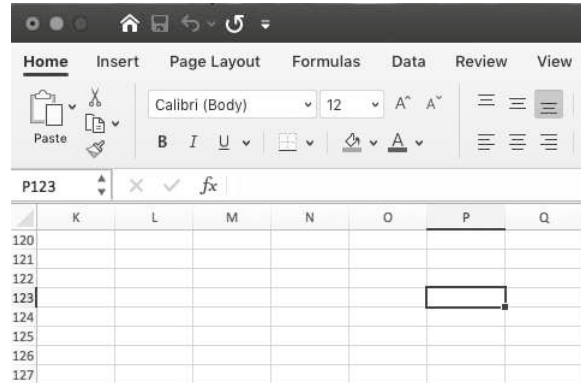 Home Insert Page Layout Formulas Data Review View
Calibri (Body) 12 A^ A˅
Paste B I U A
P123 fx
K L M N O P Q
120
121
122
123
124
125
126
127